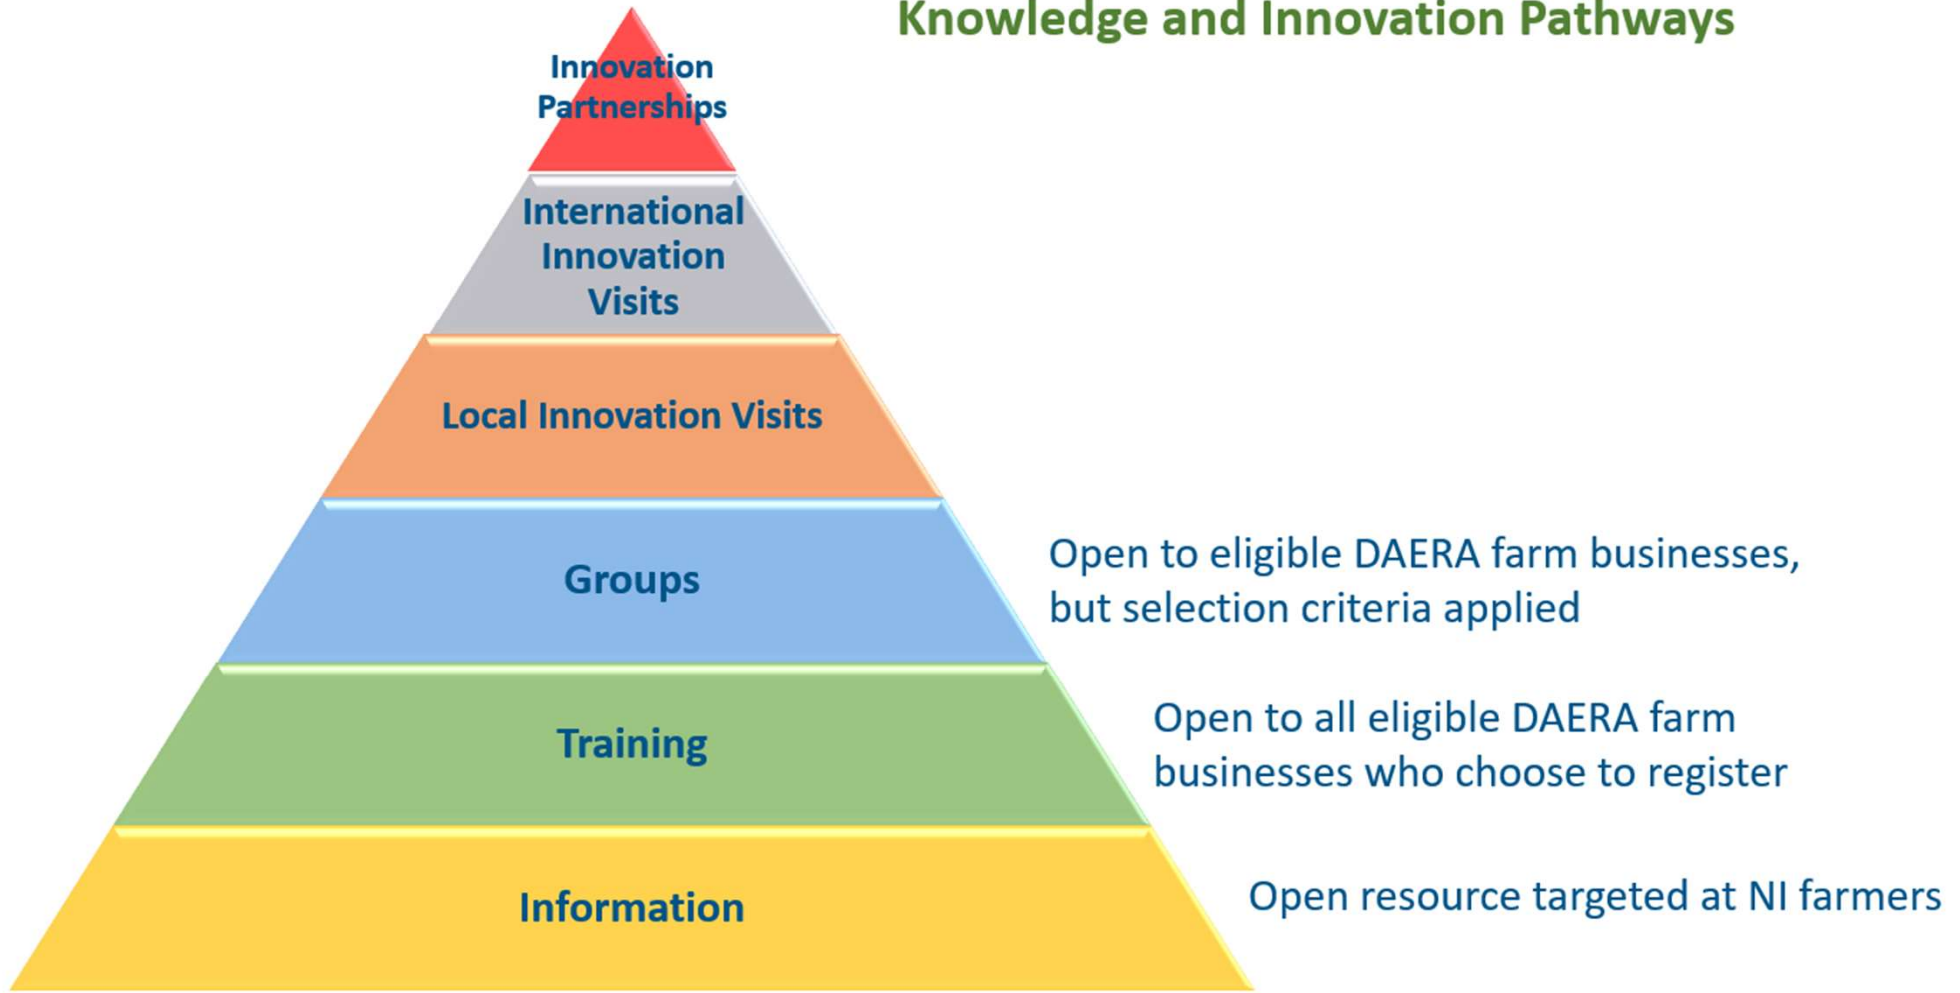 Knowledge and Innovation Pathways
Innovation
Partnerships
International
Innovation
Visits
Local Innovation Visits
Groups
Open to eligible DAERA farm businesses,
but selection criteria applied
Training
Open to all eligible DAERA farm
businesses who choose to register
Information
Open resource targeted at NI farmers